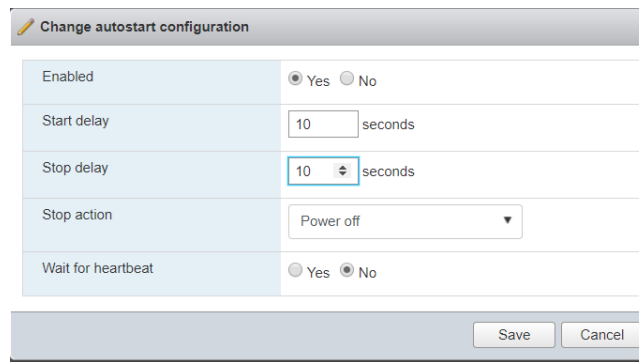 Change autostart configuration
Enabled Yes No
Start delay 10 seconds
Stop delay 10 seconds
Stop action Power off
Wait for heartbeat Yes No
Save Cancel